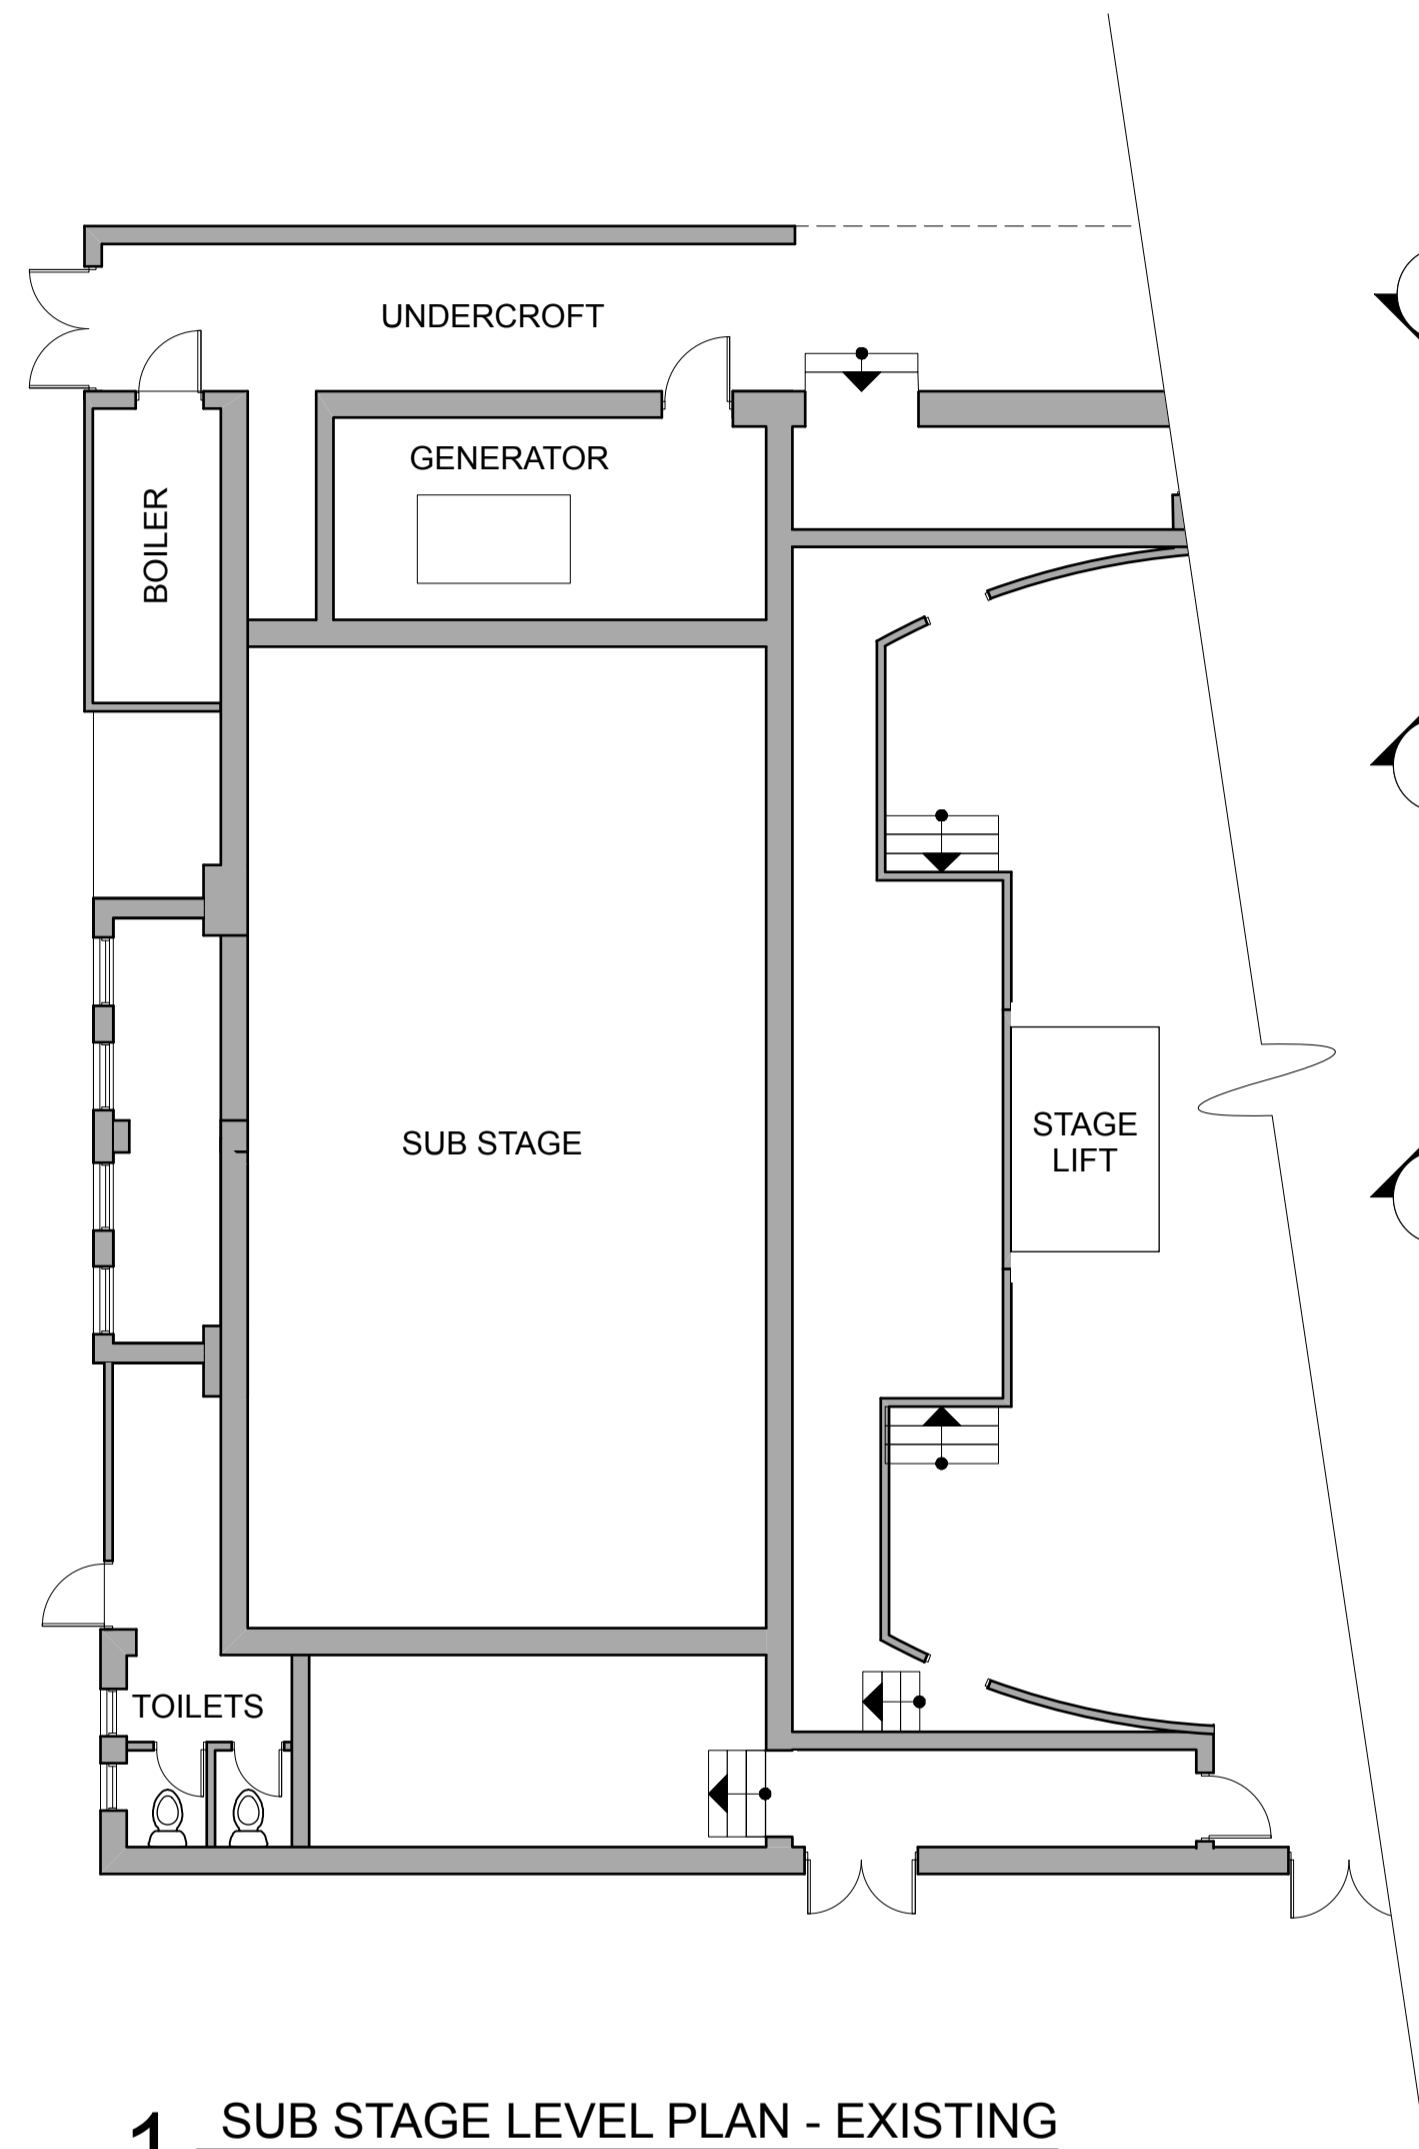 UNDERCROFT
GENERATOR
BOILER
SUB STAGE
STAGE
LIFT
TOILETS
1 SUB STAGE LEVEL PLAN - EXISTING